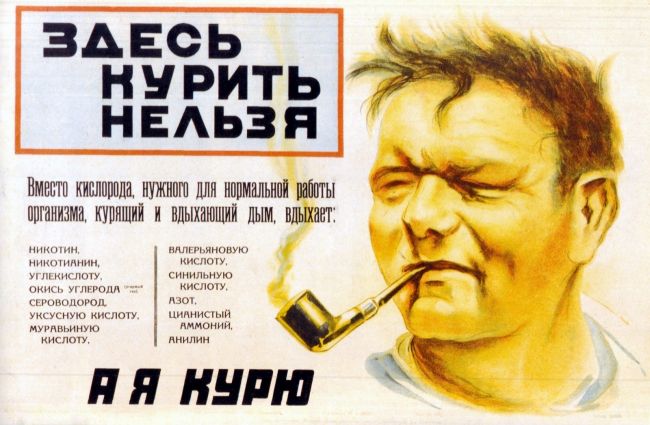 ЗДЕСЬ
КУРИТЬ
НЕЛЬЗЯ
Вместо кислорода, нужного для нормальной работы
организма, курящий и вдыхающий дым, вдыхает:
НИКОТИН,
НИКОТИАНИН,
УГЛЕКИСЛОТУ,
ОКИСЬ УГЛЕРОДА
СЕРОВОДОРОД,
УКСУСНУЮ КИСЛОТУ,
МУРАВЬИНУЮ
КИСЛОТУ,
ВАЛЕРЬЯНОВУЮ
КИСЛОТУ,
СИНИЛЬНУЮ
КИСЛОТУ,
АЗОТ,
ЦИАНИСТЫЙ
АММОНИЙ,
АНИЛИН
А Я КУРЮ